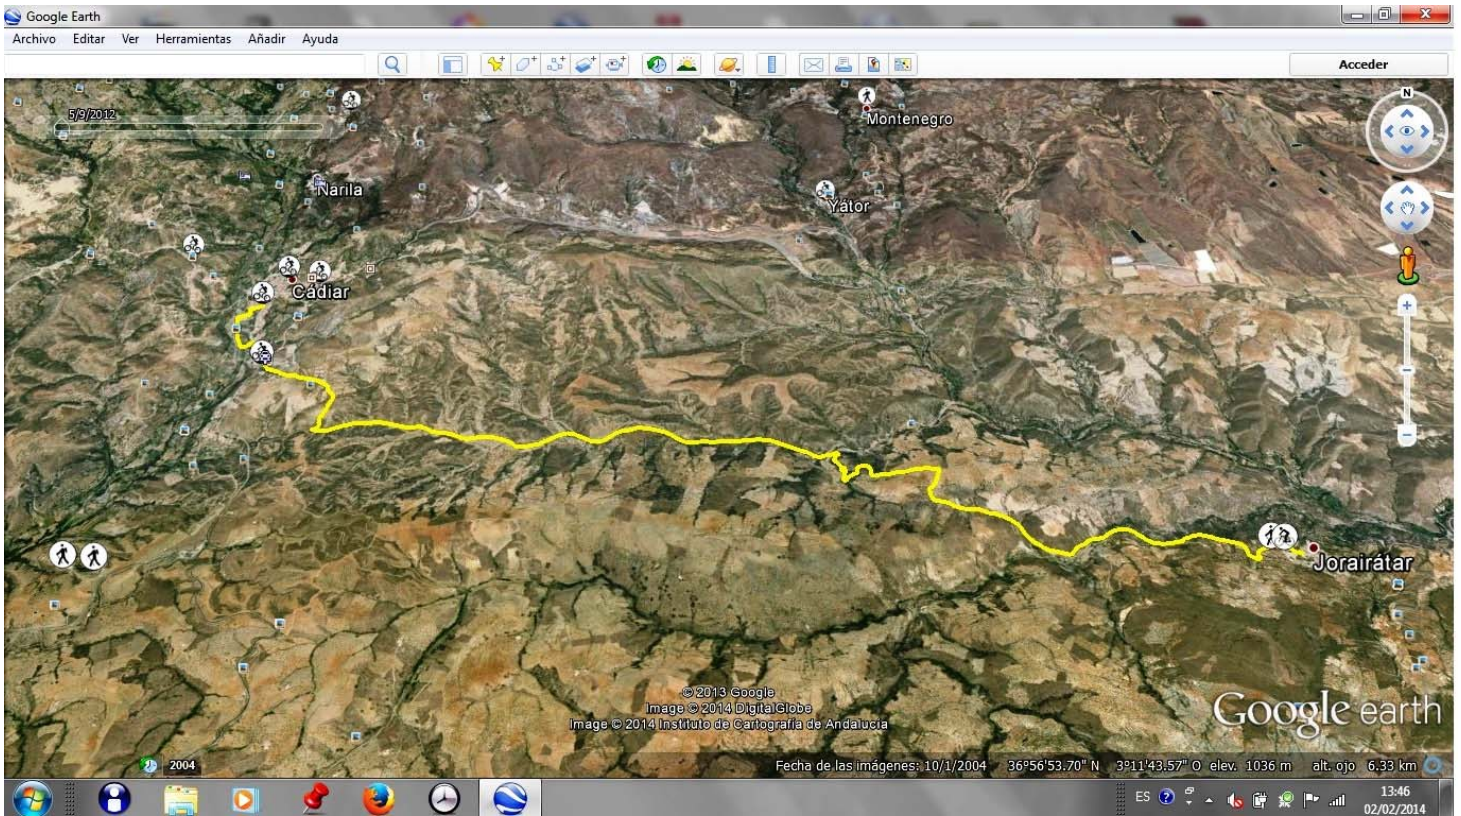 Google Earth
Archivo Editar Ver Herramientas Añadir Ayuda
Acceder
5/9/2012
N
Montenegro
Narila
Yátor
Cádiar
Jorairátar
© 2013 Google
Image © 2014 DigitalGlobe
Image © 2014 Instituto de Cartografía de Andalucía
Google earth
2004
Fecha de las imágenes: 10/1/2004 36°56'53.70" N 3°11'43.57" O elev. 1036 m alt. ojo 6.33 km
ES
13:46
02/02/2014